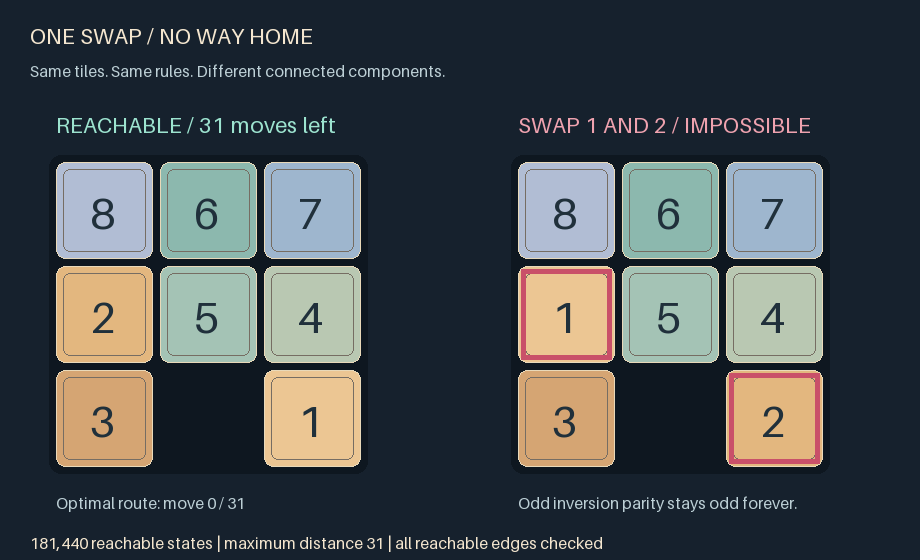 ONE SWAP / NO WAY HOME
Same tiles. Same rules. Different connected components.
REACHABLE / 31 moves left
SWAP 1 AND 2 / IMPOSSIBLE
8 6 7
2 5 4
3 1
8 6 7
1 5 4
3 2
Optimal route: move 0 / 31
Odd inversion parity stays odd forever.
181,440 reachable states | maximum distance 31 | all reachable edges checked